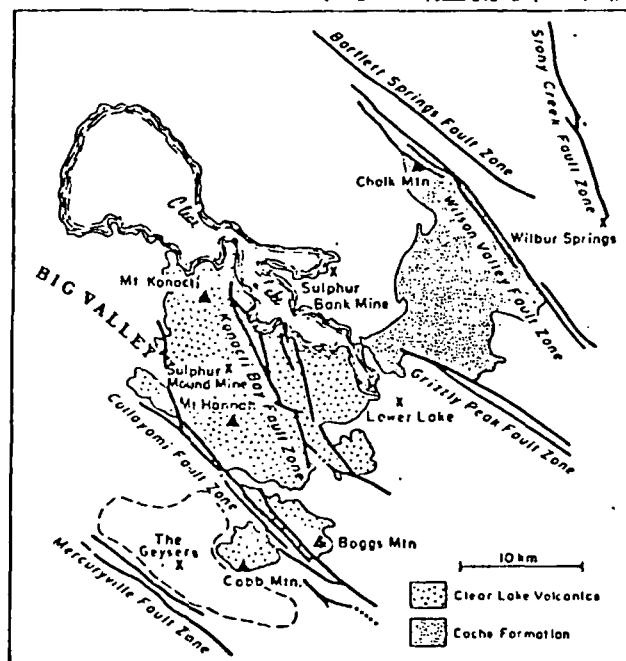 Bartlett Springs Fault Zone
Stony Creek Fault Zone
Chalk Mtn
Wilson Valley Fault Zone
Wilbur Springs
Clear
Lake
Mt Konocti
Sulphur
Bank Mine
BIG VALLEY
Konocti Bay Fault Zone
Sulphur
Mound Mine
Mt Hannah
Lower Lake
Grizzly Peak Fault Zone
Collayomi Fault Zone
The
Geysers
Boggs Mtn
Cobb Mtn.
Mercuryville Fault Zone
10 km
Clear Lake Volcanics
Cache Formation